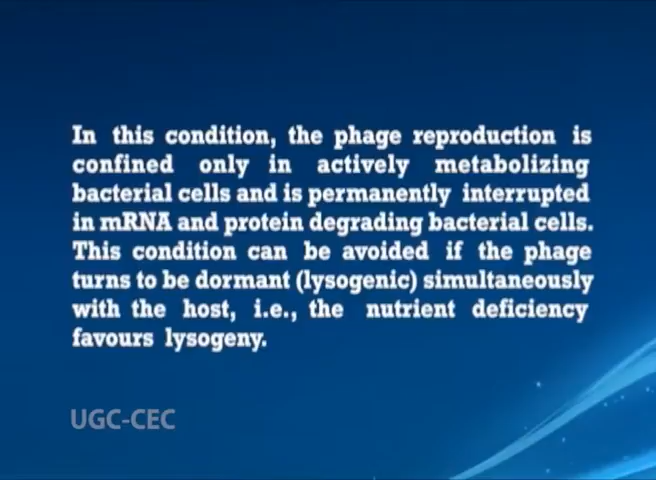 In this condition, the phage reproduction is
confined only in actively metabolizing
bacterial cells and is permanently interrupted
in mRNA and protein degrading bacterial cells.
This condition can be avoided if the phage
turns to be dormant (lysogenic) simultaneously
with the host, i.e., the nutrient deficiency
favours lysogeny.
UGC-CEC